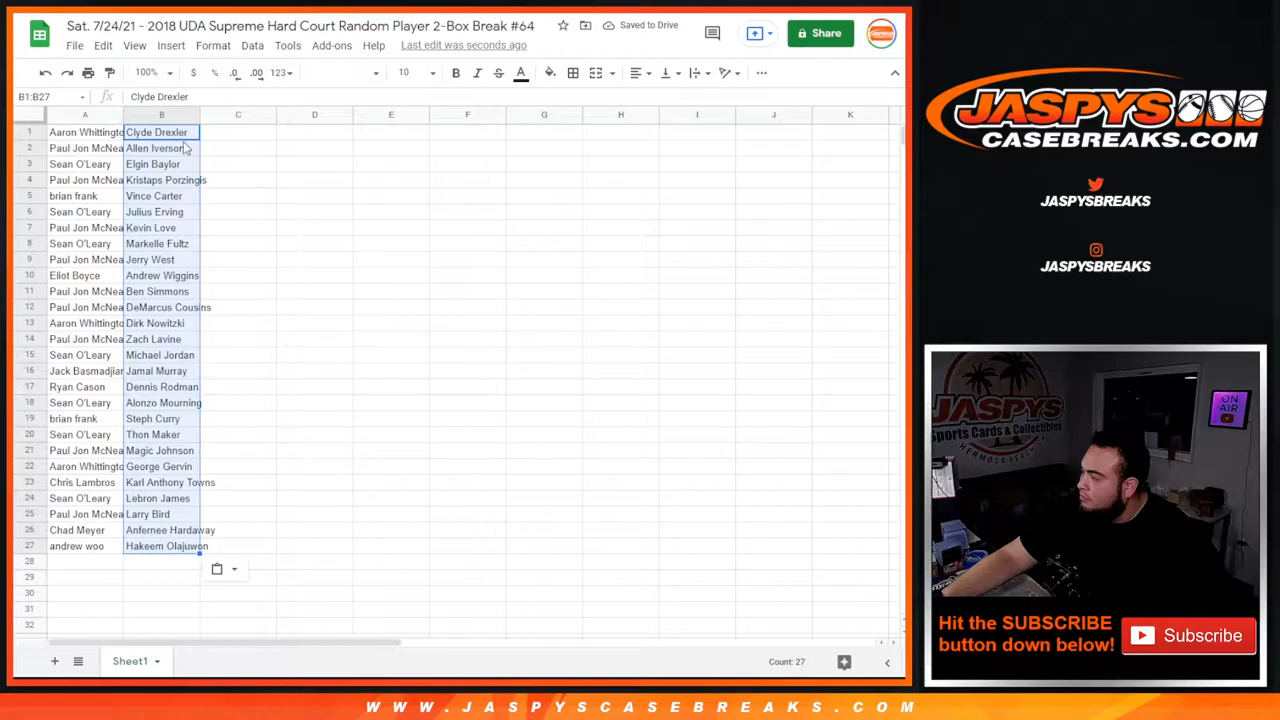 Sat. 7/24/21 - 2018 UDA Supreme Hard Court Random Player 2-Box Break #64
Saved to Drive
Share
File Edit View Insert Format Data Tools Add-ons Help Last edit was seconds ago
100% $ % .0 .00 123 10 B I S A
B1:B27 fx Clyde Drexler
A B C D E F G H I J K
1 Aaron Whittingto Clyde Drexler
2 Paul Jon McNea Allen Iverson
3 Sean O'Leary Elgin Baylor
4 Paul Jon McNea Kristaps Porzingis
5 brian frank Vince Carter
6 Sean O'Leary Julius Erving
7 Paul Jon McNea Kevin Love
8 Sean O'Leary Markelle Fultz
9 Paul Jon McNea Jerry West
10 Eliot Boyce Andrew Wiggins
11 Paul Jon McNea Ben Simmons
12 Paul Jon McNea DeMarcus Cousins
13 Aaron Whittingto Dirk Nowitzki
14 Paul Jon McNea Zach Lavine
15 Sean O'Leary Michael Jordan
16 Jack Basmadjian Jamal Murray
17 Ryan Cason Dennis Rodman
18 Sean O'Leary Alonzo Mourning
19 brian frank Steph Curry
20 Sean O'Leary Thon Maker
21 Paul Jon McNea Magic Johnson
22 Aaron Whittingto George Gervin
23 Chris Lambros Karl Anthony Towns
24 Sean O'Leary Lebron James
25 Paul Jon McNea Larry Bird
26 Chad Meyer Anfernee Hardaway
27 andrew woo Hakeem Olajuwon
28
29
30
31
32
Sheet1
Count: 27
JASPYS
CASEBREAKS.COM
JASPYSBREAKS
JASPYSBREAKS
JASPYS
Sports Cards & Collectibles
HERMOSA BEACH
ON
AIR
Hit the SUBSCRIBE
button down below!
Subscribe
WWW.JASPYSCASEBREAKS.COM